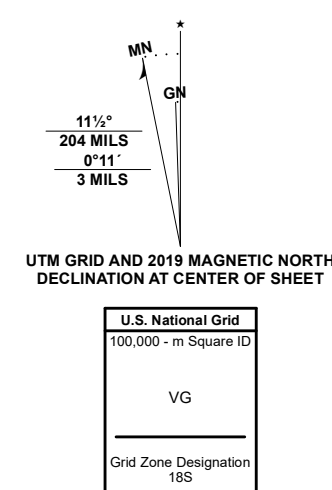 ★
MN
GN
11½°
204 MILS
0°11´
3 MILS
UTM GRID AND 2019 MAGNETIC NORTH
DECLINATION AT CENTER OF SHEET
U.S. National Grid
100,000 - m Square ID
VG
Grid Zone Designation
18S